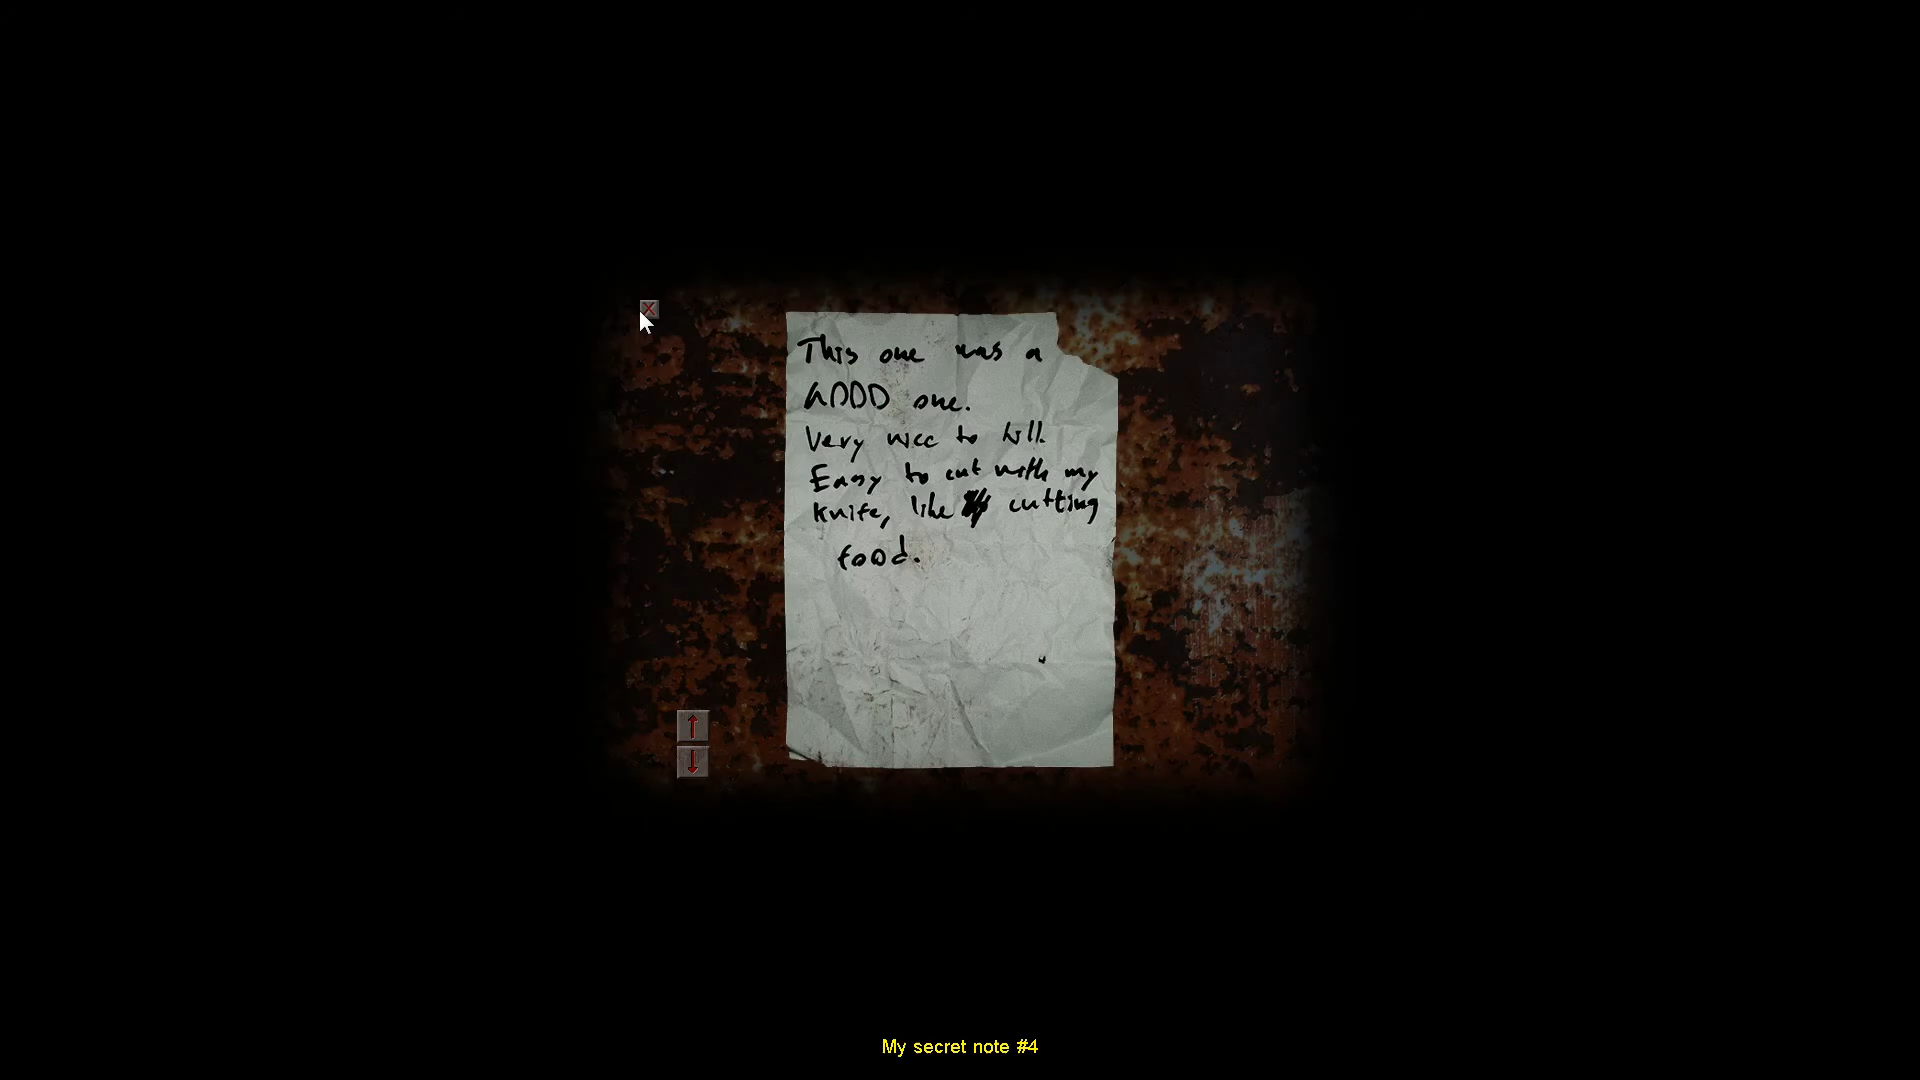 This one was a
GOOD one.
Very nice to kill.
Easy to cut with my
knife, like cutting
food.
My secret note #4